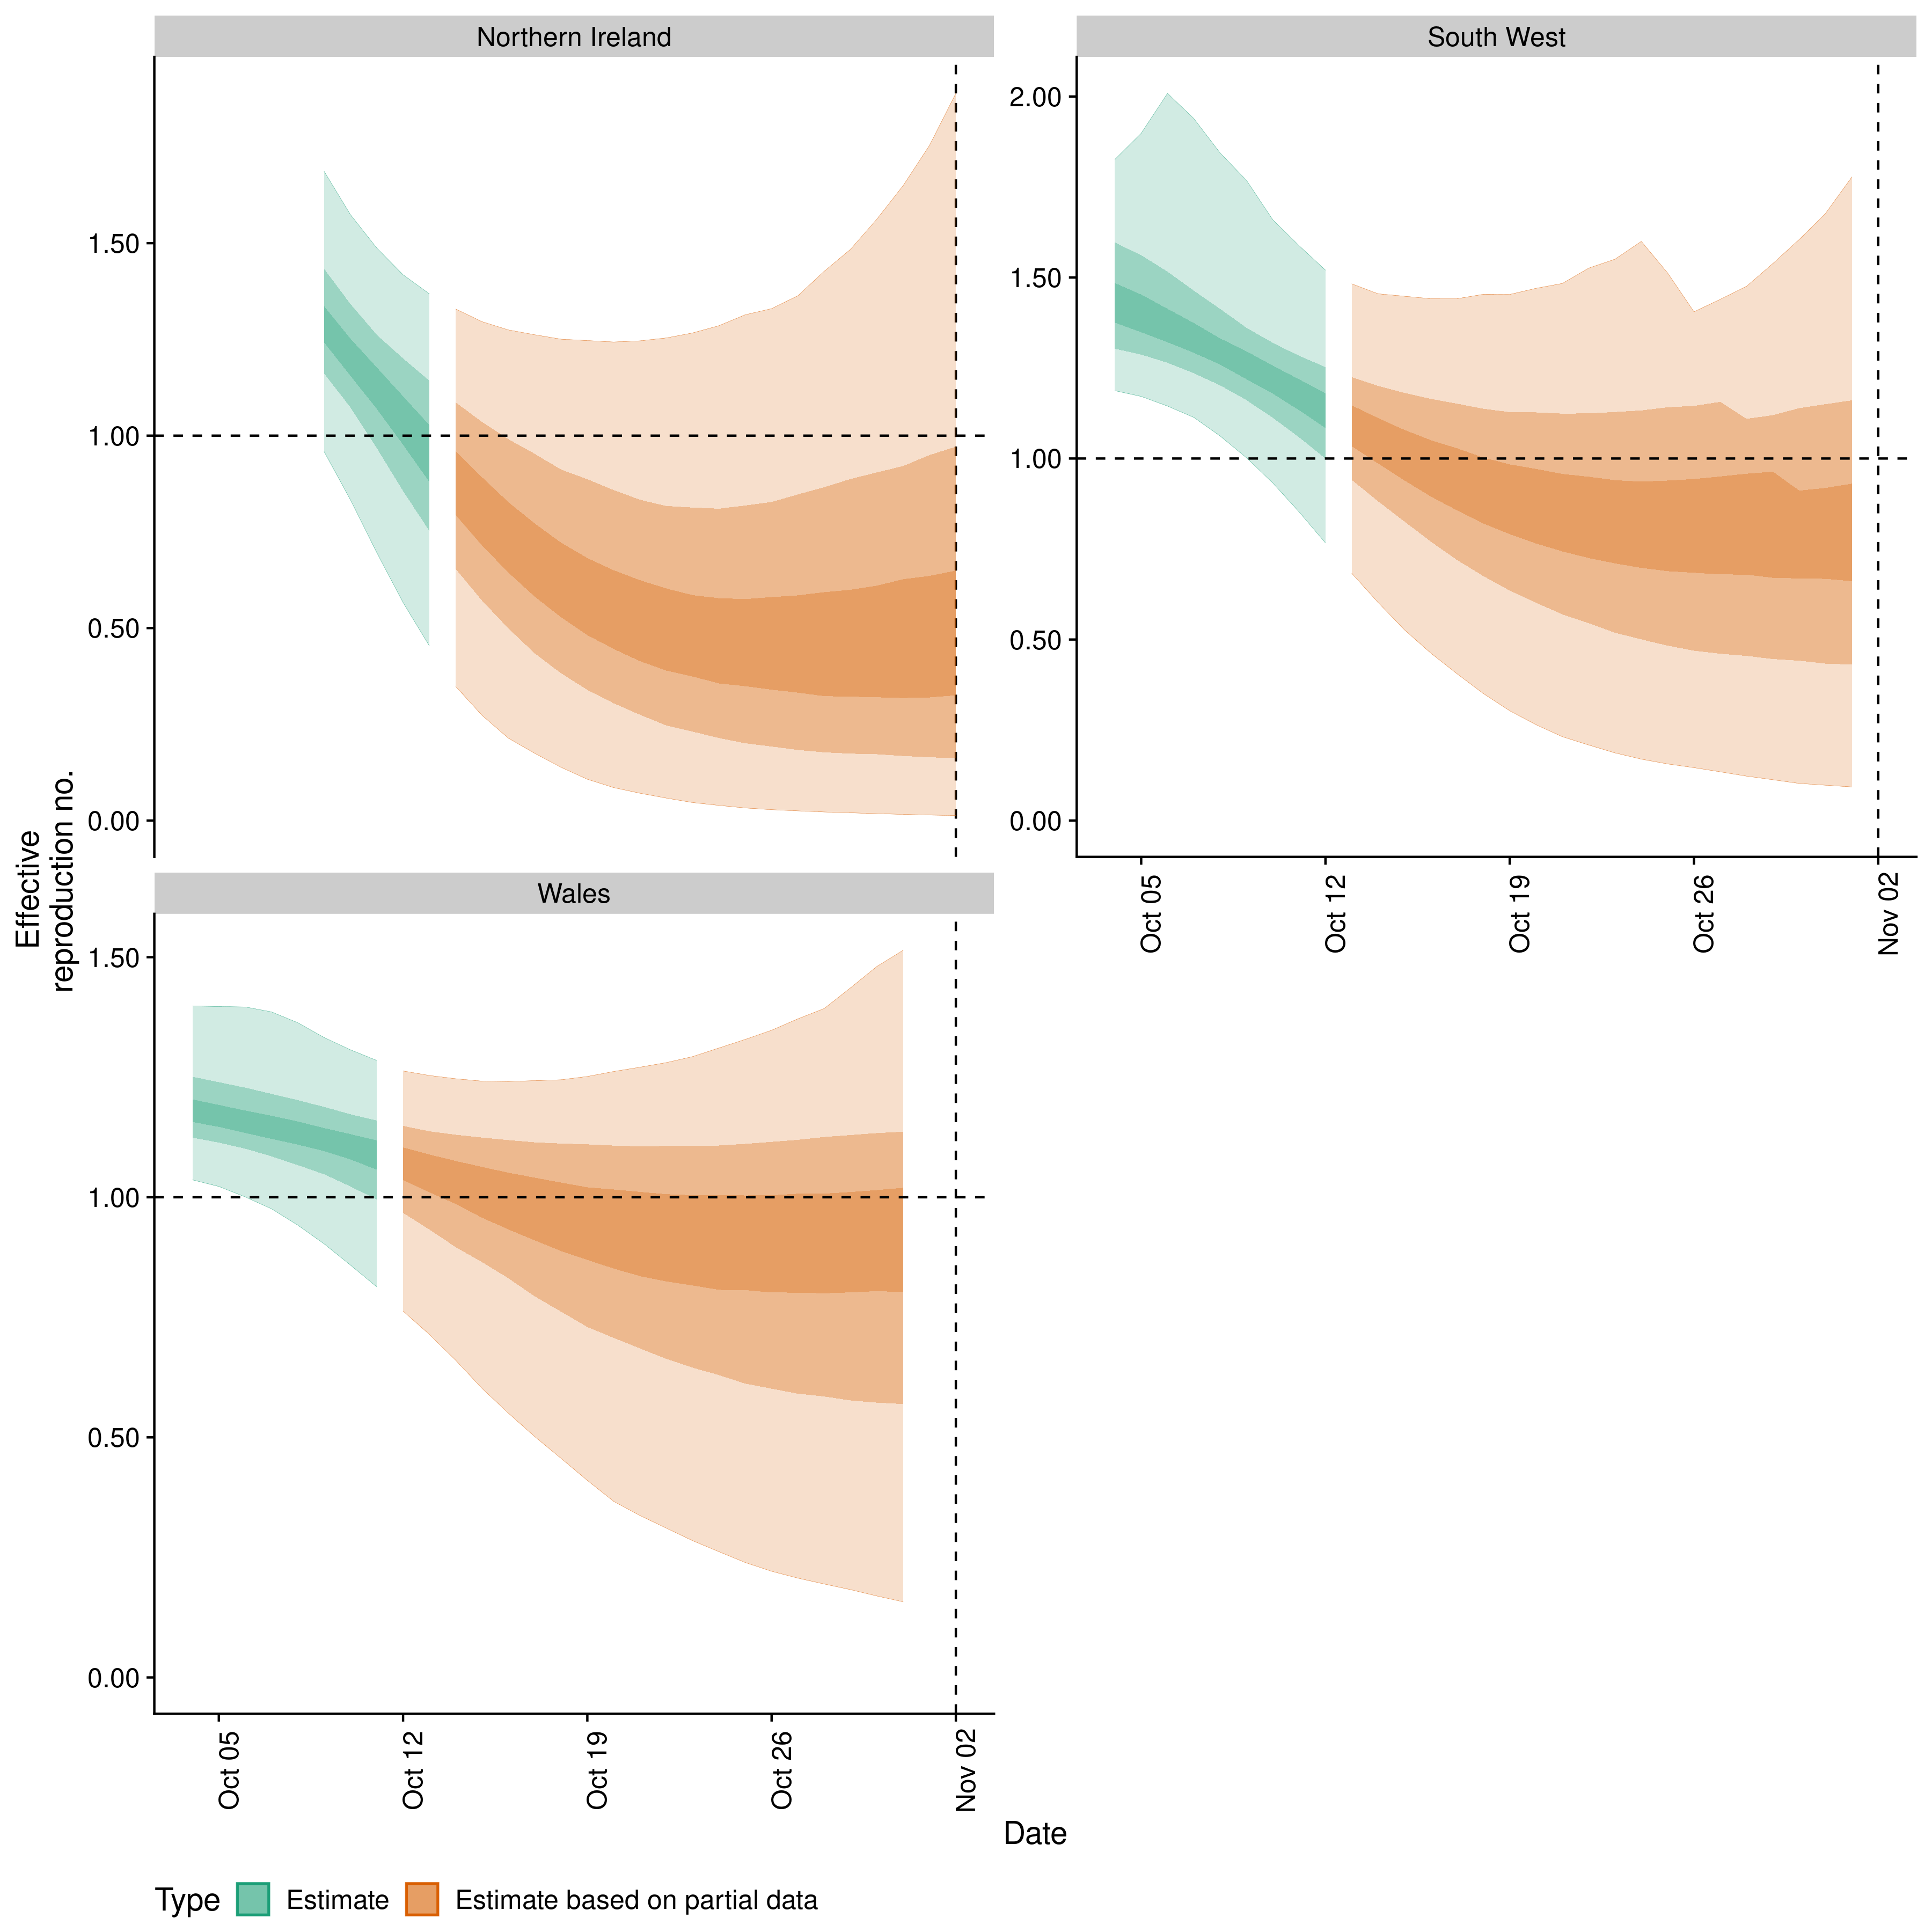 Northern Ireland
South West
Effective
reproduction no.
1.50
1.00
0.50
0.00
2.00
1.50
1.00
0.50
0.00
Oct 05
Oct 12
Oct 19
Oct 26
Nov 02
Wales
1.50
1.00
0.50
0.00
Oct 05
Oct 12
Oct 19
Oct 26
Nov 02
Date
Type Estimate Estimate based on partial data